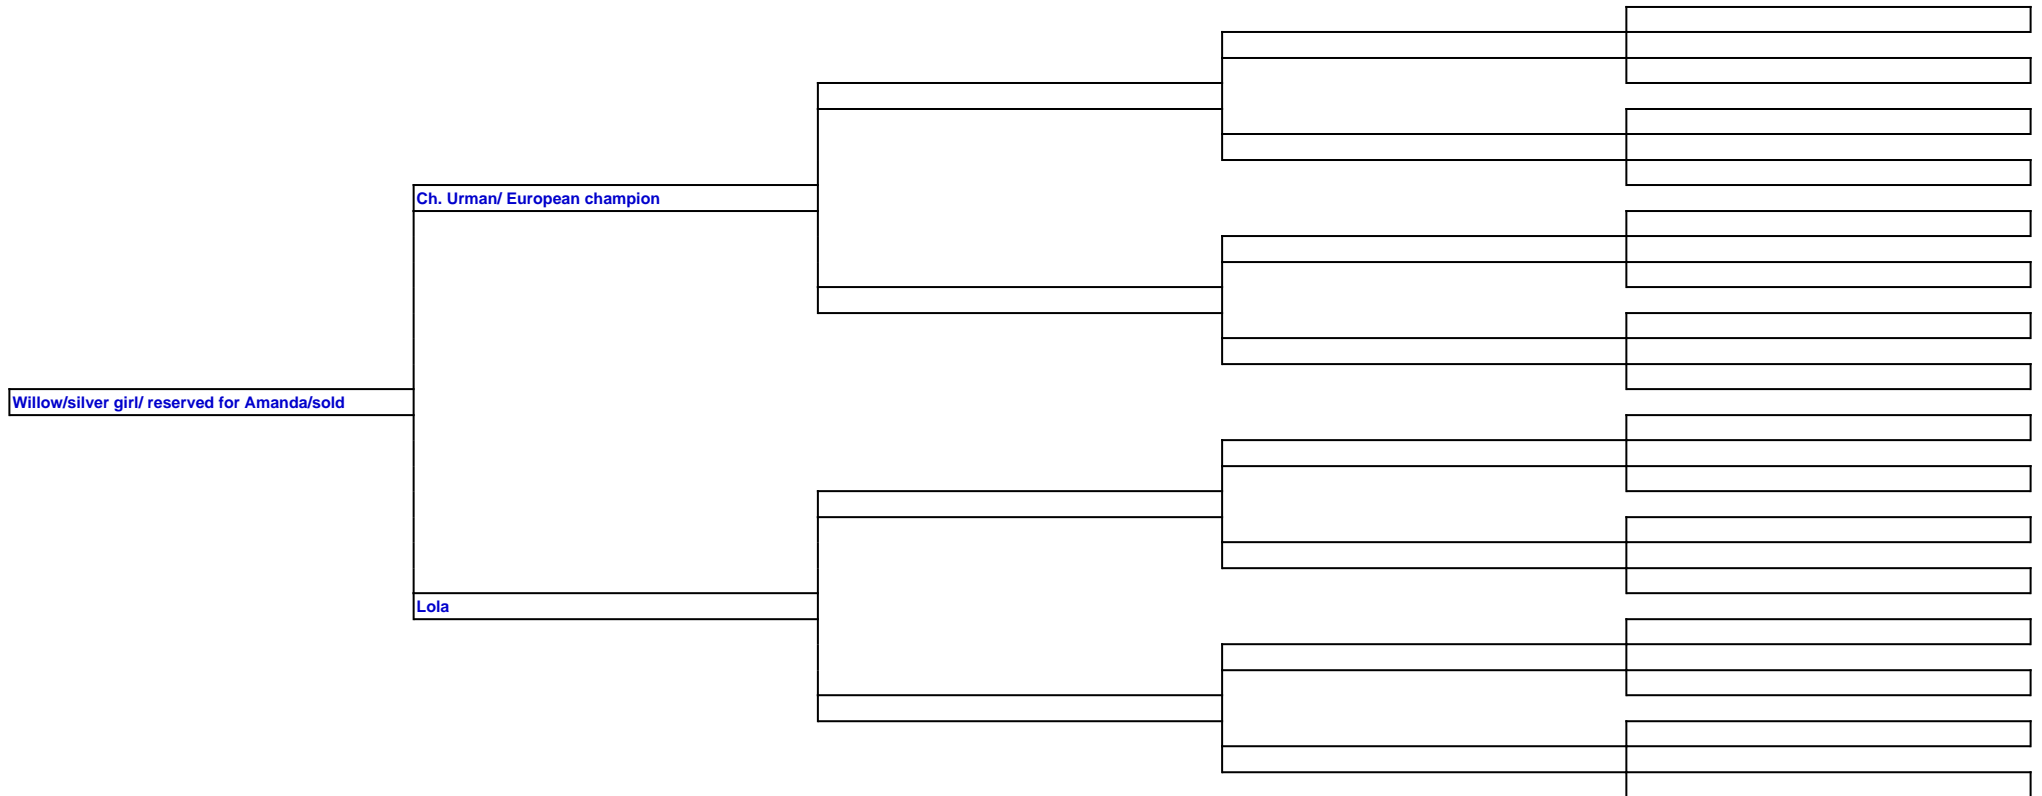 Ch. Urman/ European champion
Willow/silver girl/ reserved for Amanda/sold
Lola